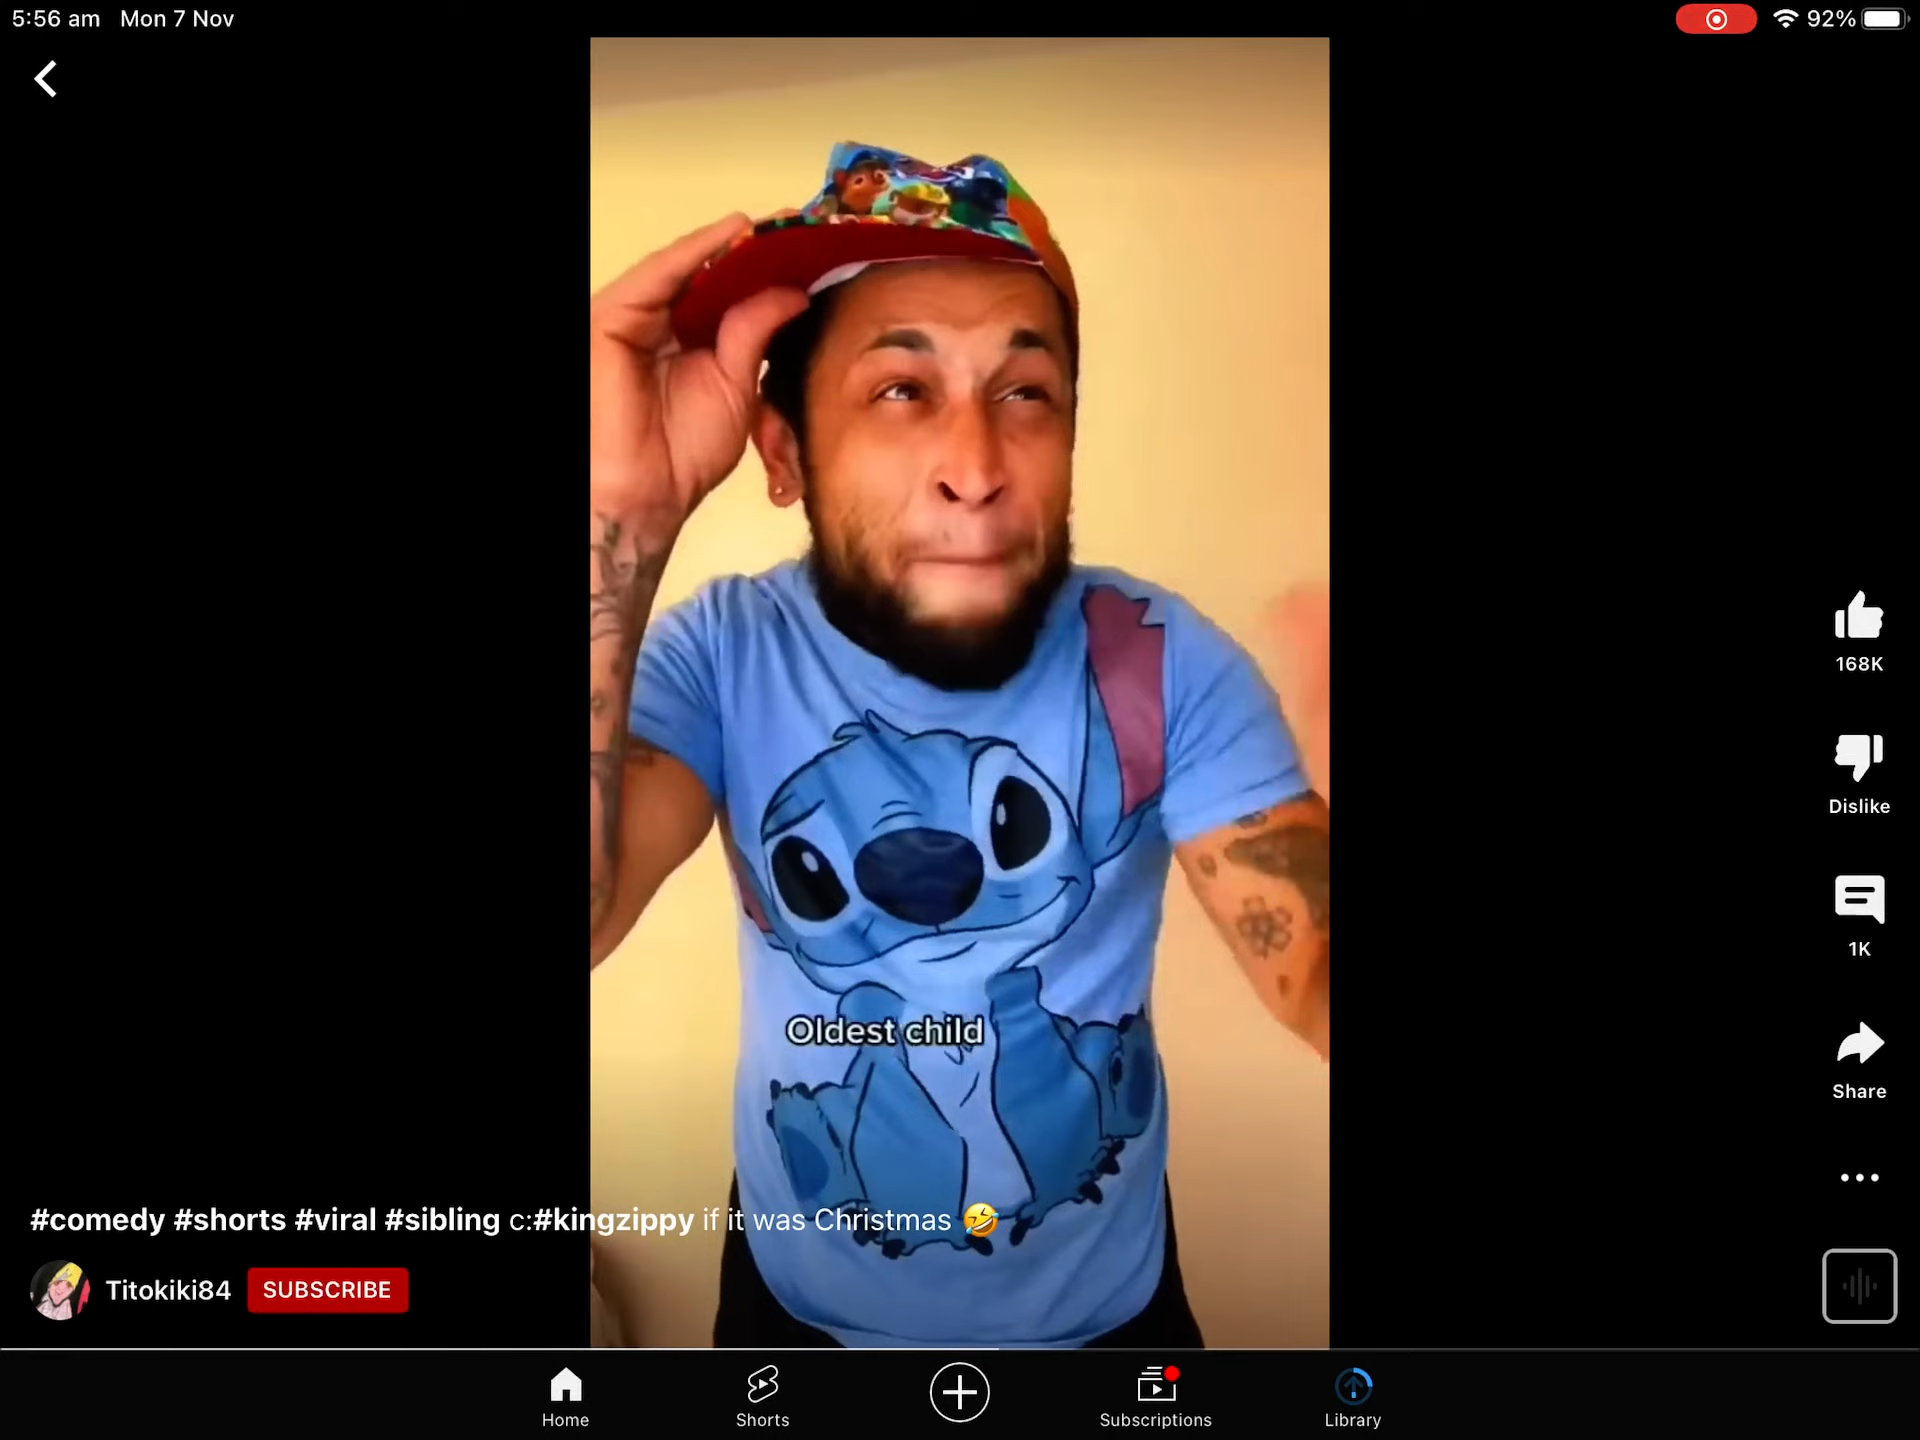 5:56 am Mon 7 Nov
92%
168K
Dislike
1K
Oldest child
Share
#comedy #shorts #viral #sibling c:#kingzippy if it was Christmas 🤣
Titokiki84 SUBSCRIBE
Home Shorts Subscriptions Library